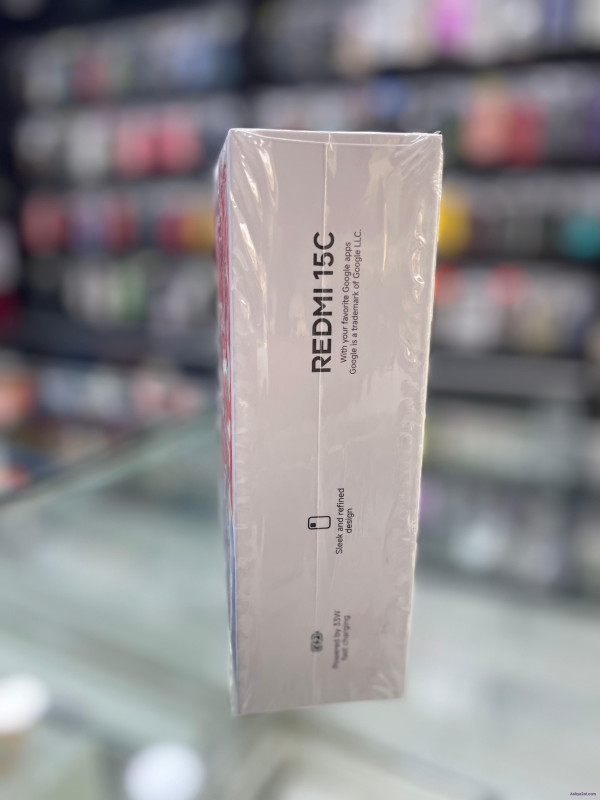 REDMI 15C
With your favorite Google apps
Google is a trademark of Google LLC.
Sleek and refined
design
Powered by 33W
fast charging